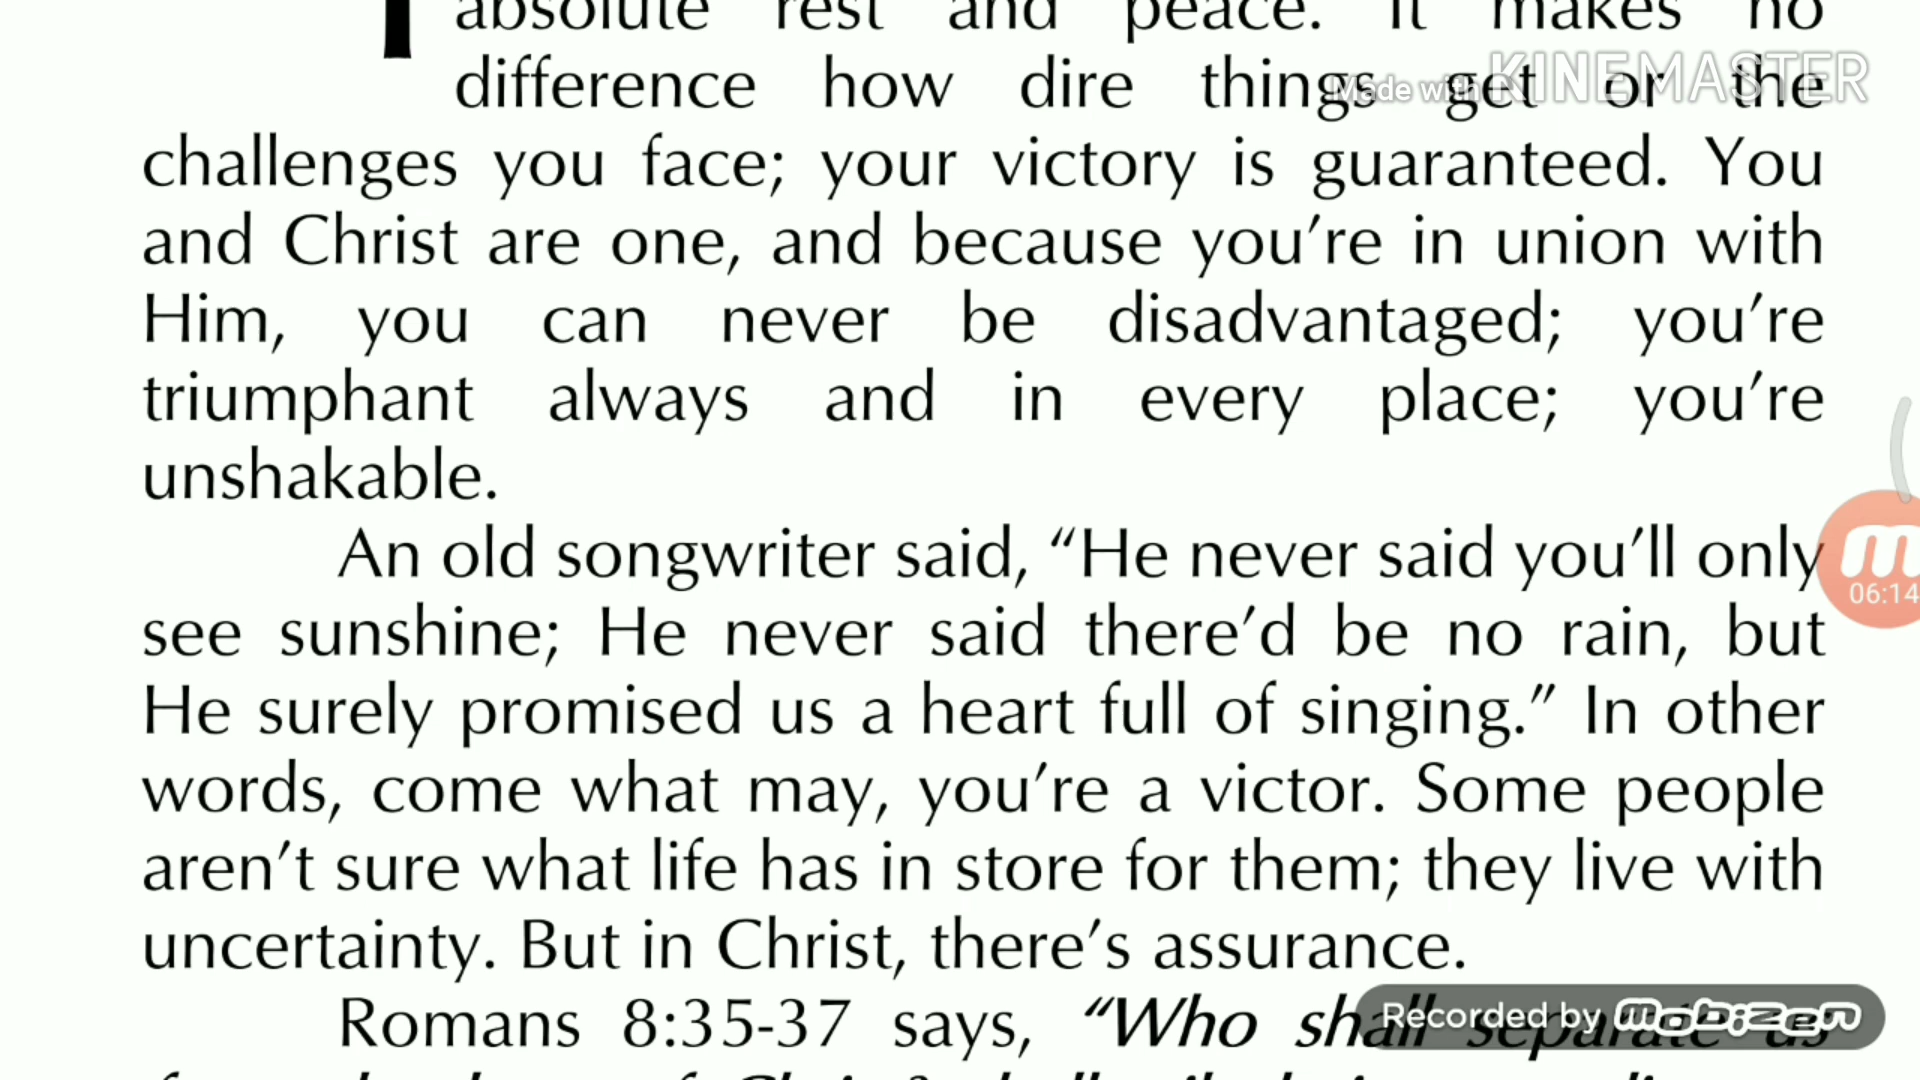 absolute rest and peace. It makes no
difference how dire things get or the
Made with KINEMASTER
challenges you face; your victory is guaranteed. You
and Christ are one, and because you’re in union with
Him, you can never be disadvantaged; you’re
triumphant always and in every place; you’re
unshakable.
An old songwriter said, “He never said you’ll only
see sunshine; He never said there’d be no rain, but
06:14
He surely promised us a heart full of singing.” In other
words, come what may, you’re a victor. Some people
aren’t sure what life has in store for them; they live with
uncertainty. But in Christ, there’s assurance.
Romans 8:35-37 says, “Who shall separate us
Recorded by mobizen